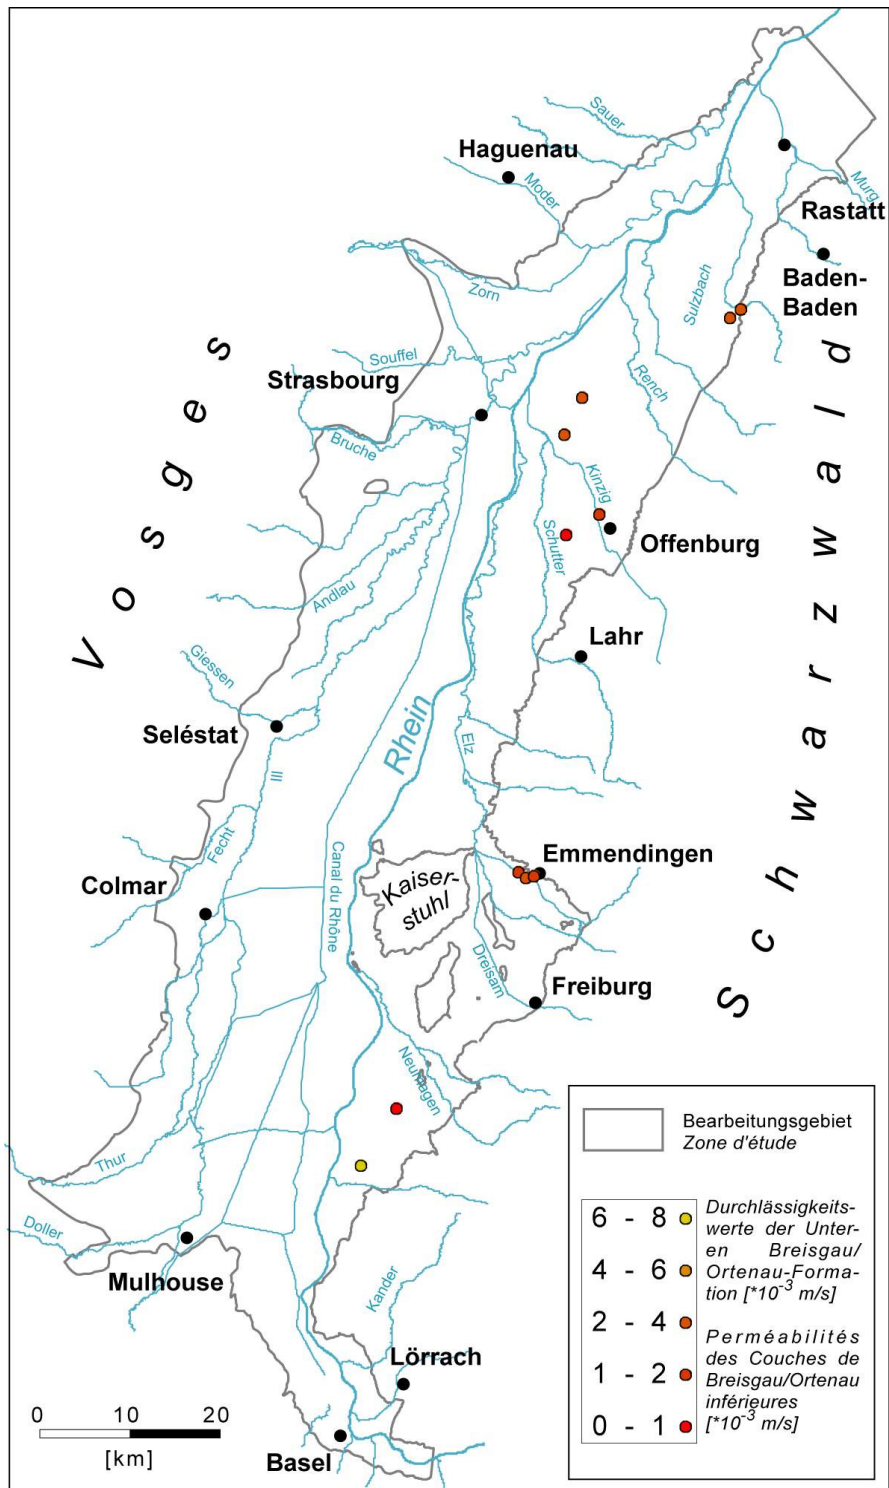 Sauer
Haguenau
Moder
Murg
Rastatt
Baden-
Baden
Zorn
Sulzbach
Souffel
Strasbourg
Rench
Bruche
Vosges
Kinzig
Schutter
Offenburg
Andlau
Lahr
Giessen
Schwarzwald
Seléstat
Rhein
Elz
Ill
Fecht
Canal du Rhône
Emmendingen
Colmar
Kaiser-
stuhl
Dreisam
Freiburg
Neumagen
Thur
Doller
Mulhouse
Kander
Lörrach
Basel
0 10 20
[km]
Bearbeitungsgebiet
Zone d'étude
6 - 8
4 - 6
2 - 4
1 - 2
0 - 1
Durchlässigkeits-
werte der Unter-
en Breisgau/
Ortenau-Forma-
tion [*10⁻³ m/s]
Perméabilités
des Couches de
Breisgau/Ortenau
inférieures
[*10⁻³ m/s]